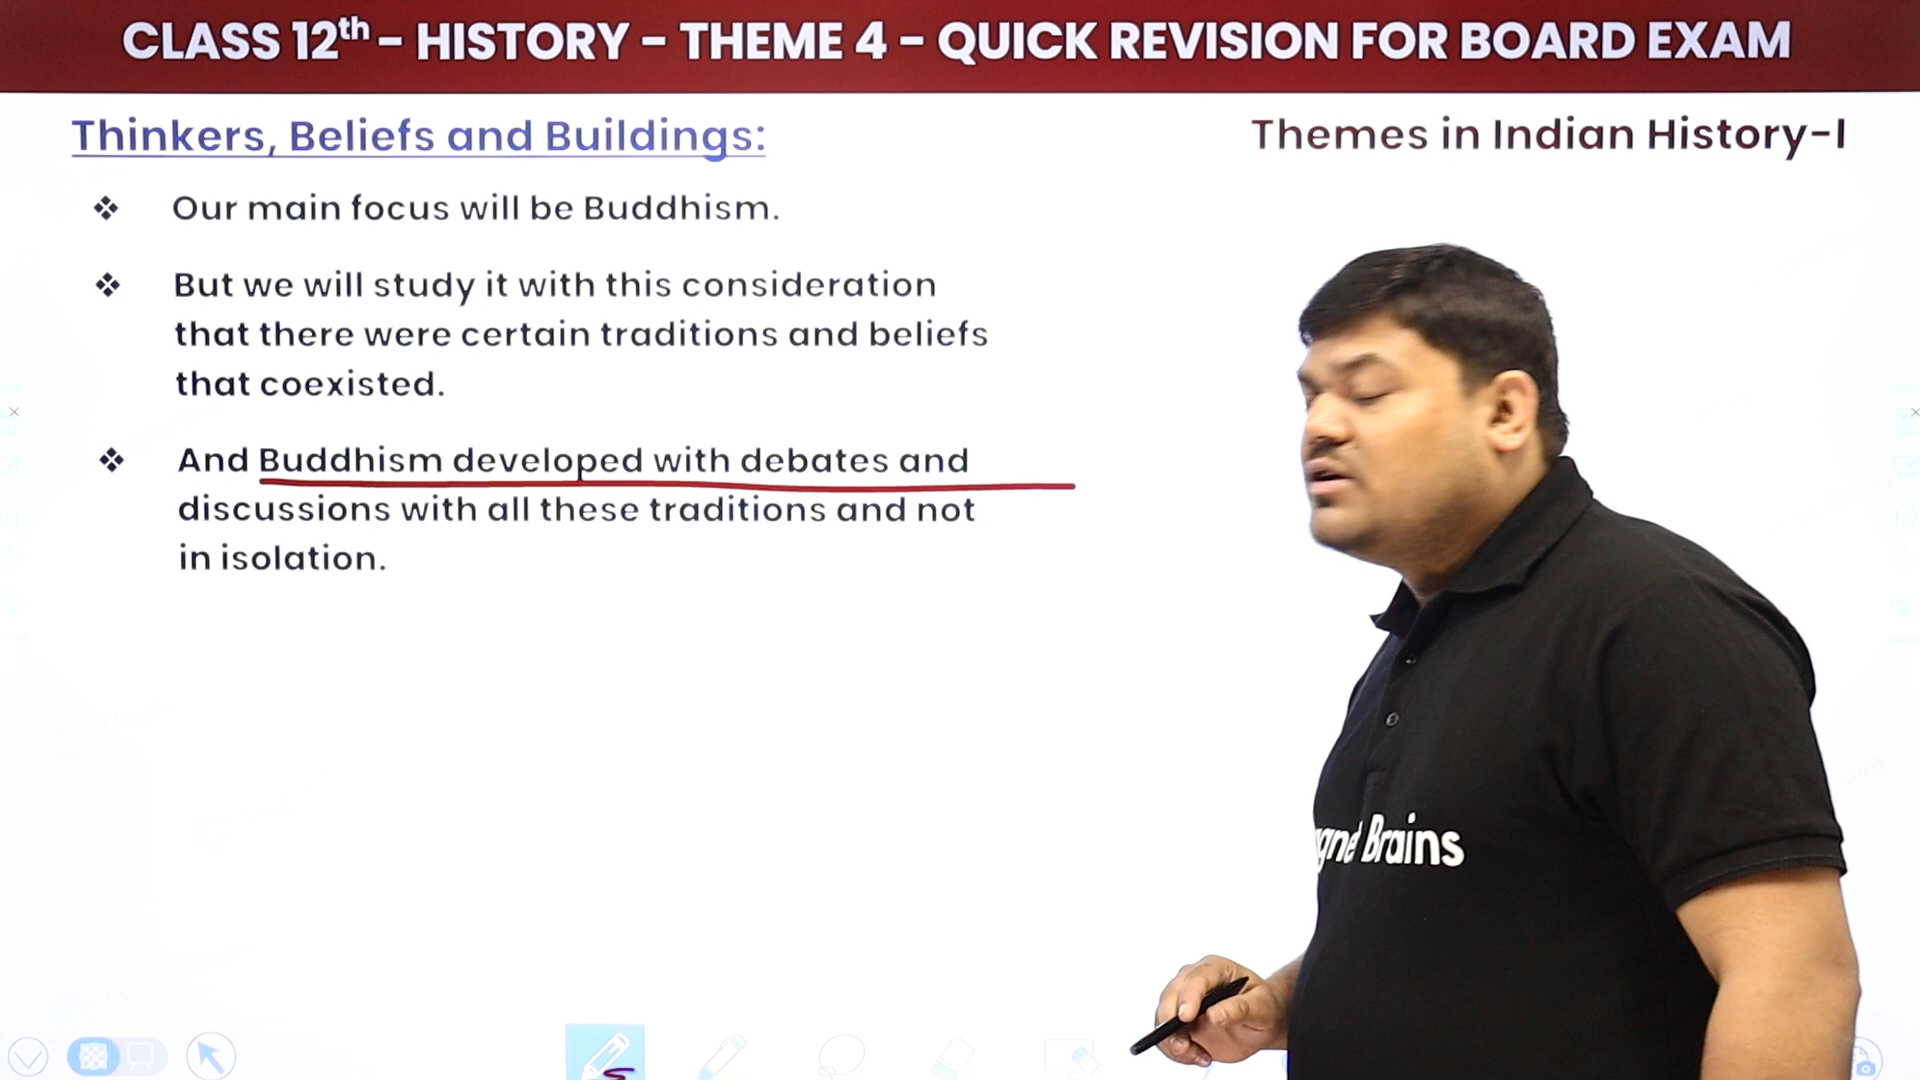 CLASS 12th - HISTORY - THEME 4 - QUICK REVISION FOR BOARD EXAM
Thinkers, Beliefs and Buildings:
Themes in Indian History-I
❖ Our main focus will be Buddhism.
❖ But we will study it with this consideration
that there were certain traditions and beliefs
that coexisted.
❖ And Buddhism developed with debates and
discussions with all these traditions and not
in isolation.
Brains